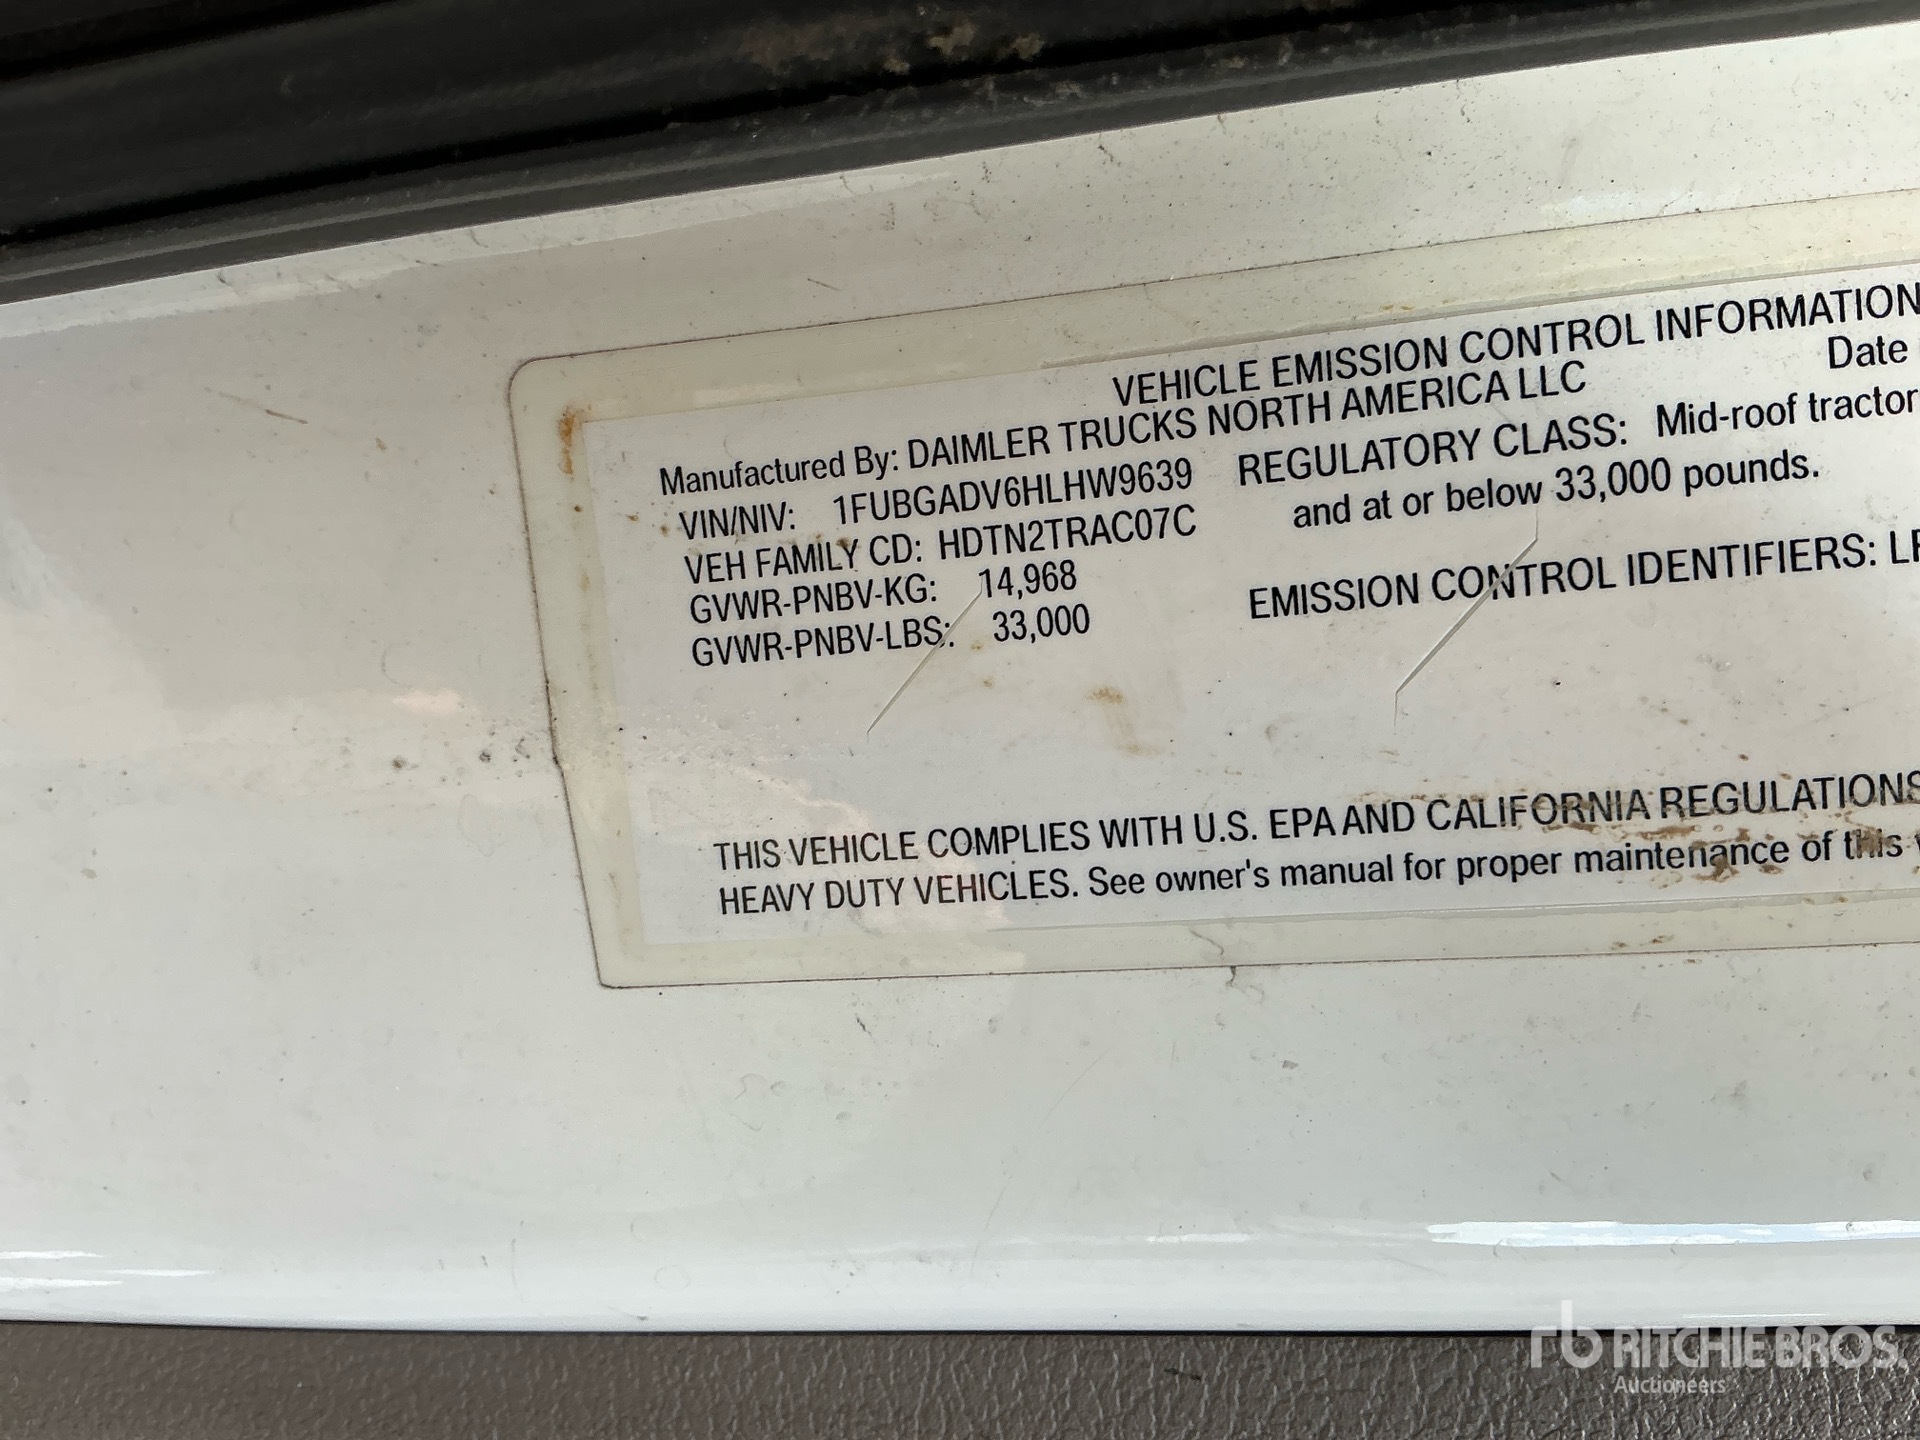 VEHICLE EMISSION CONTROL INFORMATION
Manufactured By: DAIMLER TRUCKS NORTH AMERICA LLC Date
VIN/NIV: 1FUBGADV6HLHW9639 REGULATORY CLASS: Mid-roof tractor
VEH FAMILY CD: HDTN2TRAC07C and at or below 33,000 pounds.
GVWR-PNBV-KG: 14,968
GVWR-PNBV-LBS: 33,000 EMISSION CONTROL IDENTIFIERS:
THIS VEHICLE COMPLIES WITH U.S. EPA AND CALIFORNIA REGULATIONS
HEAVY DUTY VEHICLES. See owner's manual for proper maintenance of this
rb RITCHIE BROS.
Auctioneers